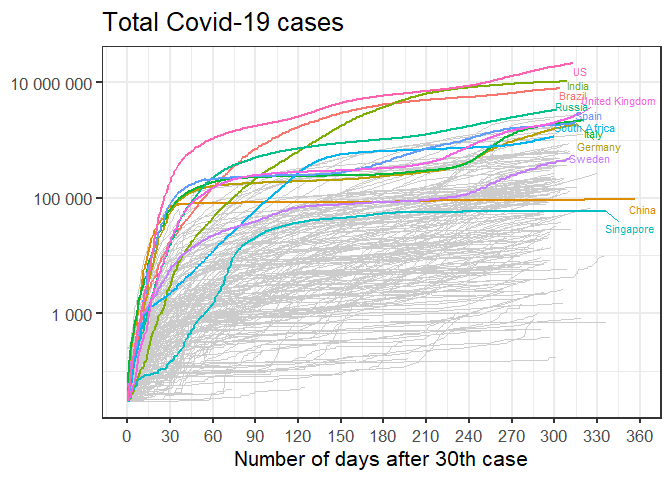 Total Covid-19 cases
10 000 000
100 000
1 000
US
India
Brazil
United Kingdom
Russia
Spain
South Africa
Italy
Germany
Sweden
China
Singapore
0 30 60 90 120 150 180 210 240 270 300 330 360
Number of days after 30th case